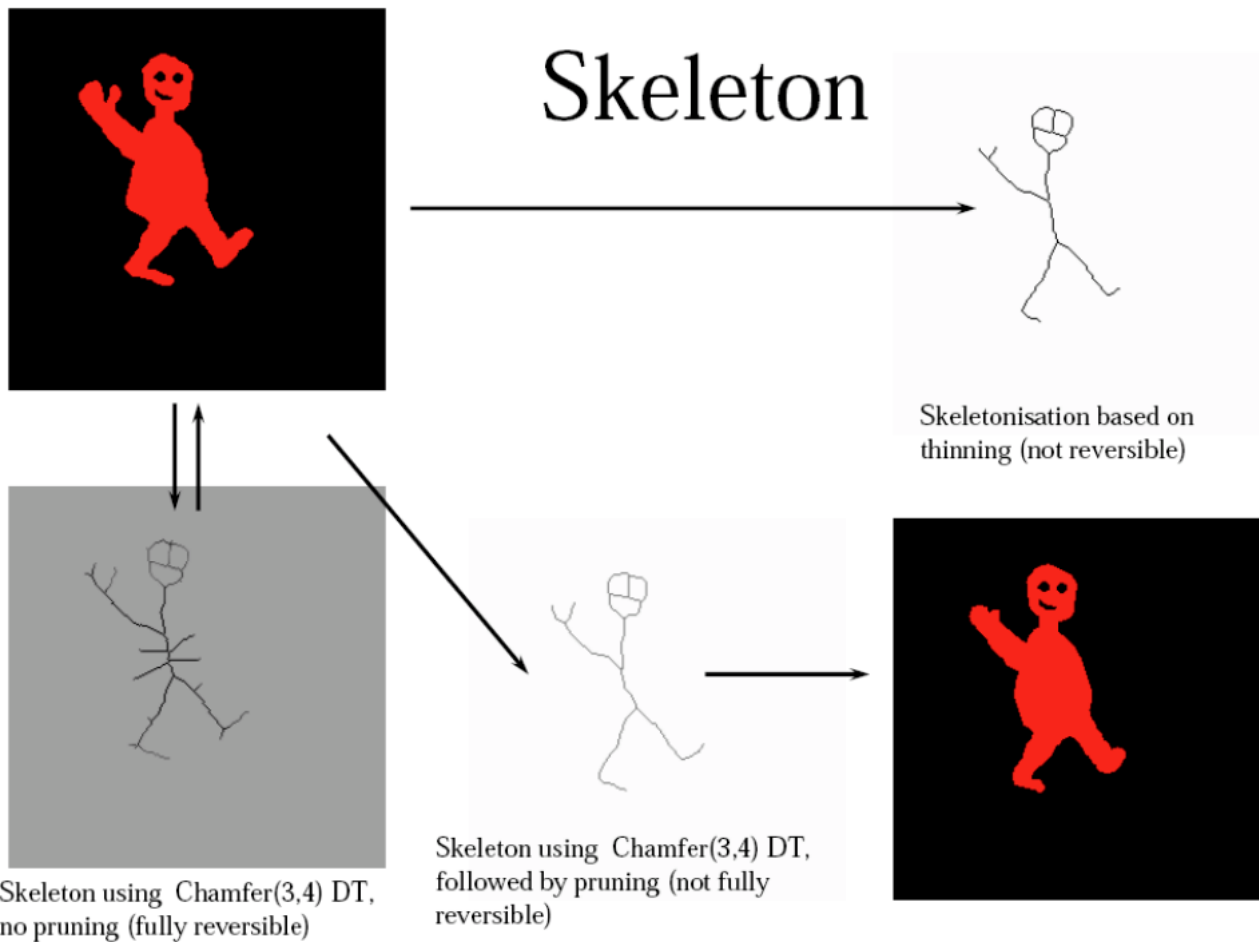 Skeleton
Skeletonisation based on
thinning (not reversible)
Skeleton using Chamfer(3,4) DT,
followed by pruning (not fully
reversible)
Skeleton using Chamfer(3,4) DT,
no pruning (fully reversible)